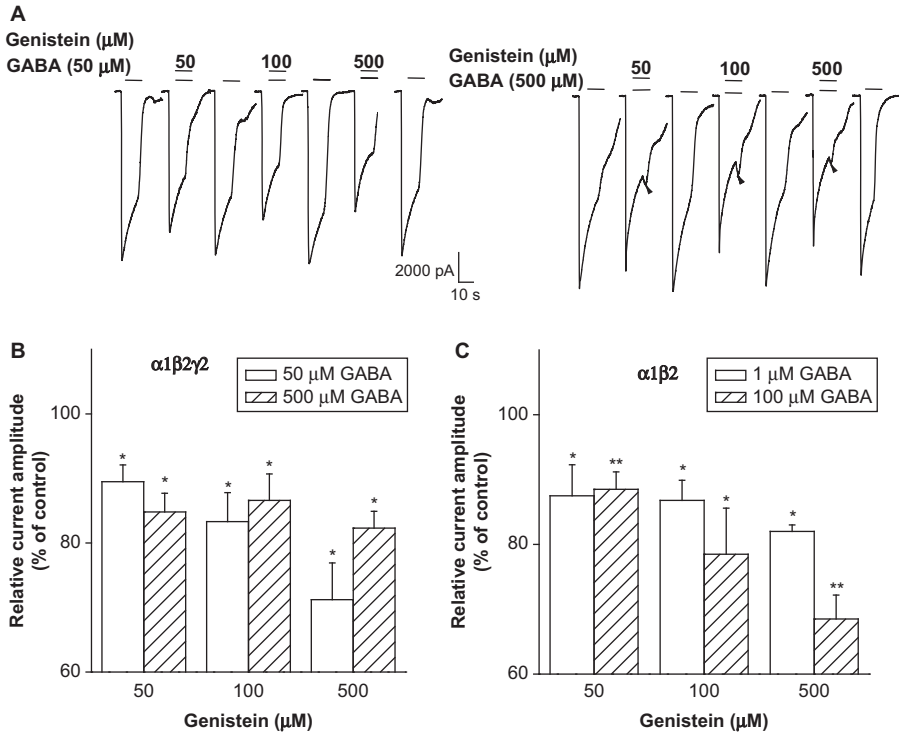 A
Genistein (µM)
GABA (50 µM)
50
100
500
Genistein (µM)
GABA (500 µM)
50
100
500
2000 pA
10 s
B
α1β2γ2
50 µM GABA
500 µM GABA
Relative current amplitude
(% of control)
100
80
60
*
*
*
*
*
*
50
100
500
Genistein (µM)
C
α1β2
1 µM GABA
100 µM GABA
Relative current amplitude
(% of control)
100
80
60
*
**
*
*
*
**
50
100
500
Genistein (µM)